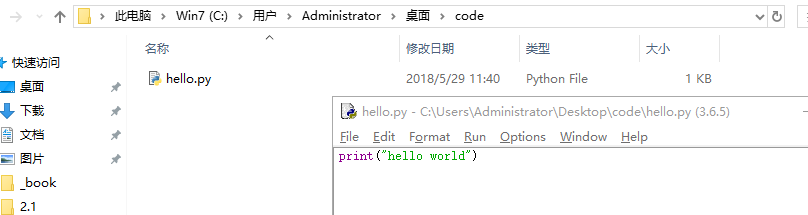 此电脑 > Win7 (C:) > 用户 > Administrator > 桌面 > code
名称 修改日期 类型 大小
快速访问
桌面
hello.py 2018/5/29 11:40 Python File 1 KB
下载
hello.py - C:\Users\Administrator\Desktop\code\hello.py (3.6.5)
文档
File Edit Format Run Options Window Help
图片
print("hello world")
_book
2.1